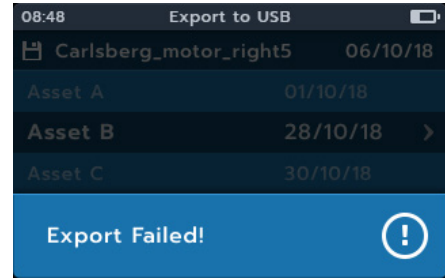 08:48 Export to USB
Carlsberg_motor_right5 06/10/18
Asset A 01/10/18
Asset B 28/10/18
Asset C 30/10/18
Export Failed!